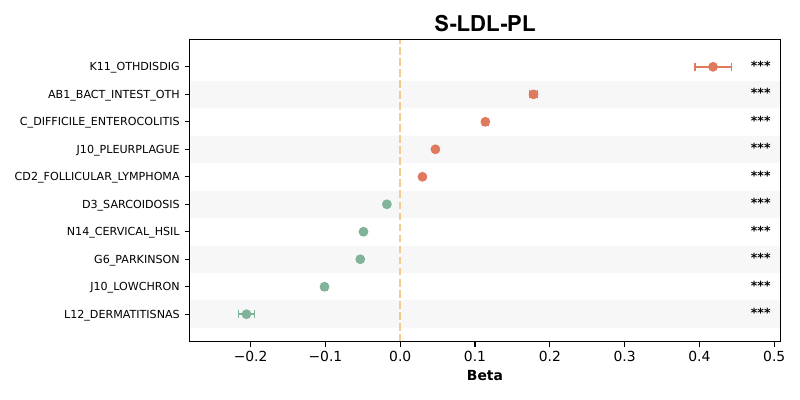 S-LDL-PL
K11_OTHDISDIG ***
AB1_BACT_INTEST_OTH ***
C_DIFFICILE_ENTEROCOLITIS ***
J10_PLEURPLAGUE ***
CD2_FOLLICULAR_LYMPHOMA ***
D3_SARCOIDOSIS ***
N14_CERVICAL_HSIL ***
G6_PARKINSON ***
J10_LOWCHRON ***
L12_DERMATITISNAS ***
−0.2 −0.1 0.0 0.1 0.2 0.3 0.4 0.5
Beta